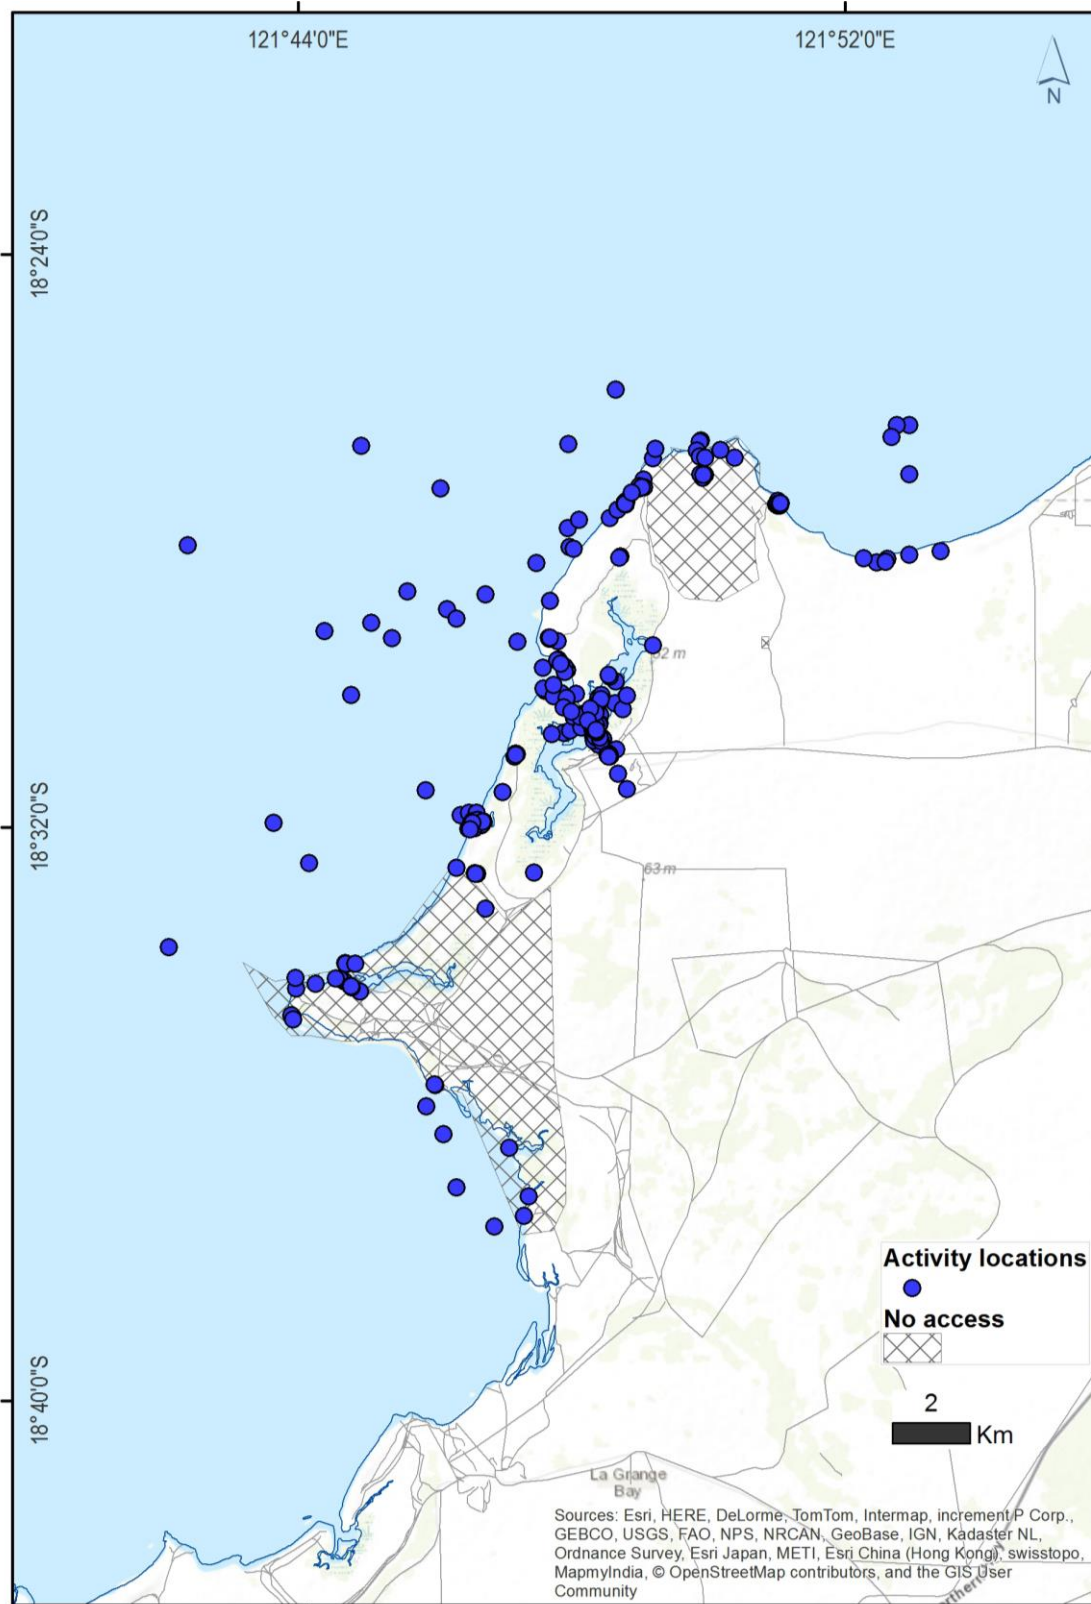 121°44'0"E
121°52'0"E
N
18°24'0"S
62 m
18°32'0"S
63 m
Activity locations
No access
18°40'0"S
2
Km
La Grange
Bay
Sources: Esri, HERE, DeLorme, TomTom, Intermap, increment P Corp.,
GEBCO, USGS, FAO, NPS, NRCAN, GeoBase, IGN, Kadaster NL,
Ordnance Survey, Esri Japan, METI, Esri China (Hong Kong), swisstopo,
MapmyIndia, © OpenStreetMap contributors, and the GIS User
Community